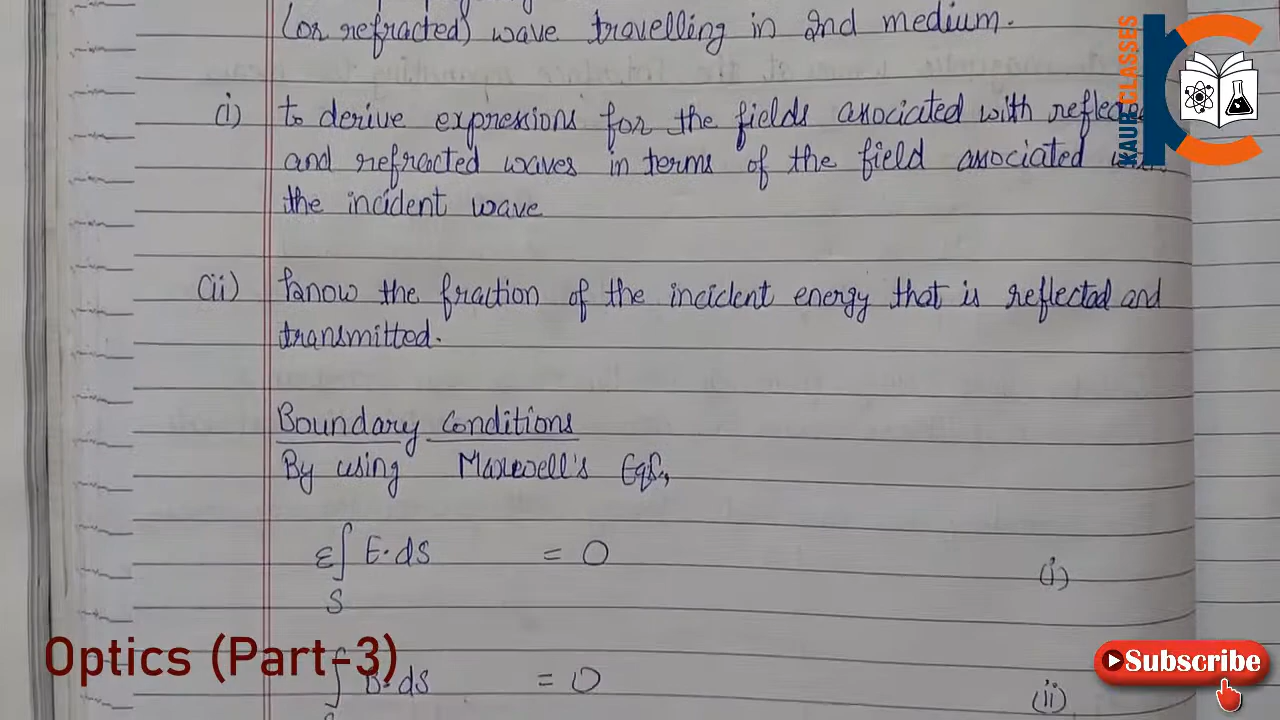 (or refracted) wave travelling in 2nd medium.
KAUR CLASSES
(i) to derive expressions for the fields associated with reflected
and refracted waves in terms of the field associated
the incident wave
(ii) know the fraction of the incident energy that is reflected and
transmitted.
Boundary Conditions
By using Maxwell's Eqs,
ε∫ E·ds = 0 (i)
S
Optics (Part-3)
∫ B·ds = 0 (ii)
Subscribe